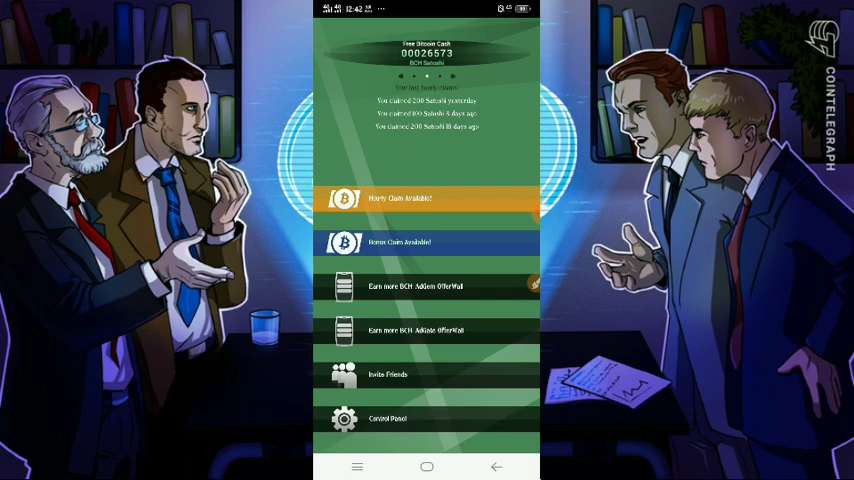 12:42
Free Bitcoin Cash
00026573
BCH Satoshi
Your last hourly claims
You claimed 200 Satoshi yesterday
You claimed 100 Satoshi 8 days ago
You claimed 200 Satoshi 18 days ago
Hourly Claim Available!
Bonus Claim Available!
Earn more BCH AdGem OfferWall
Earn more BCH AdGate OfferWall
Invite Friends
Control Panel
COINTELEGRAPH